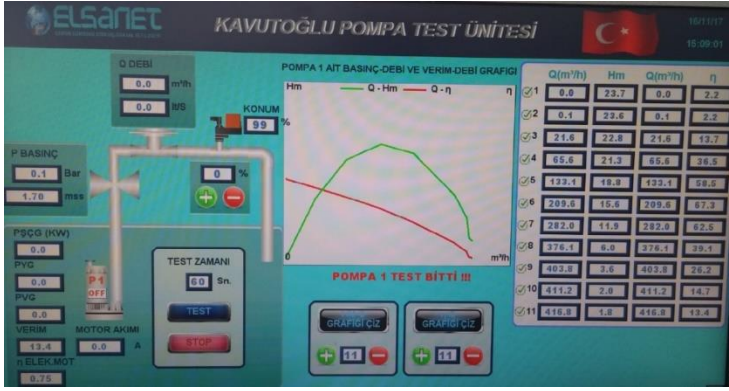 ELSANET
KAVUTOĞLU POMPA TEST ÜNİTESİ
16/11/17
15:09:01
Q DEBİ
0.0 m³/h
0.0 lt/S
KONUM
99 %
P BASINÇ
0.1 Bar
1.70 mss
0 %
PSÇG (KW)
0.0
PYG
0.0
PVG
0.0
VERİM
13.4
MOTOR AKIMI
0.0 A
η ELEK.MOT
0.75
P1
OFF
TEST ZAMANI
60 Sn.
TEST
STOP
POMPA 1 AİT BASINÇ-DEBİ VE VERİM-DEBİ GRAFİĞİ
Hm Q - Hm Q - η η
0 m³/h
POMPA 1 TEST BİTTİ !!!
GRAFİĞİ ÇİZ
11
GRAFİĞİ ÇİZ
11
Q(m³/h) Hm Q(m³/h) η
1 0.0 23.7 0.0 2.2
2 0.1 23.6 0.1 2.2
3 21.6 22.8 21.6 13.7
4 65.6 21.3 65.6 36.5
5 133.1 18.8 133.1 58.5
6 209.6 15.6 209.6 67.3
7 282.0 11.9 282.0 62.5
8 376.1 6.0 376.1 39.1
9 403.8 3.6 403.8 26.2
10 411.2 2.0 411.2 14.7
11 416.8 1.8 416.8 13.4